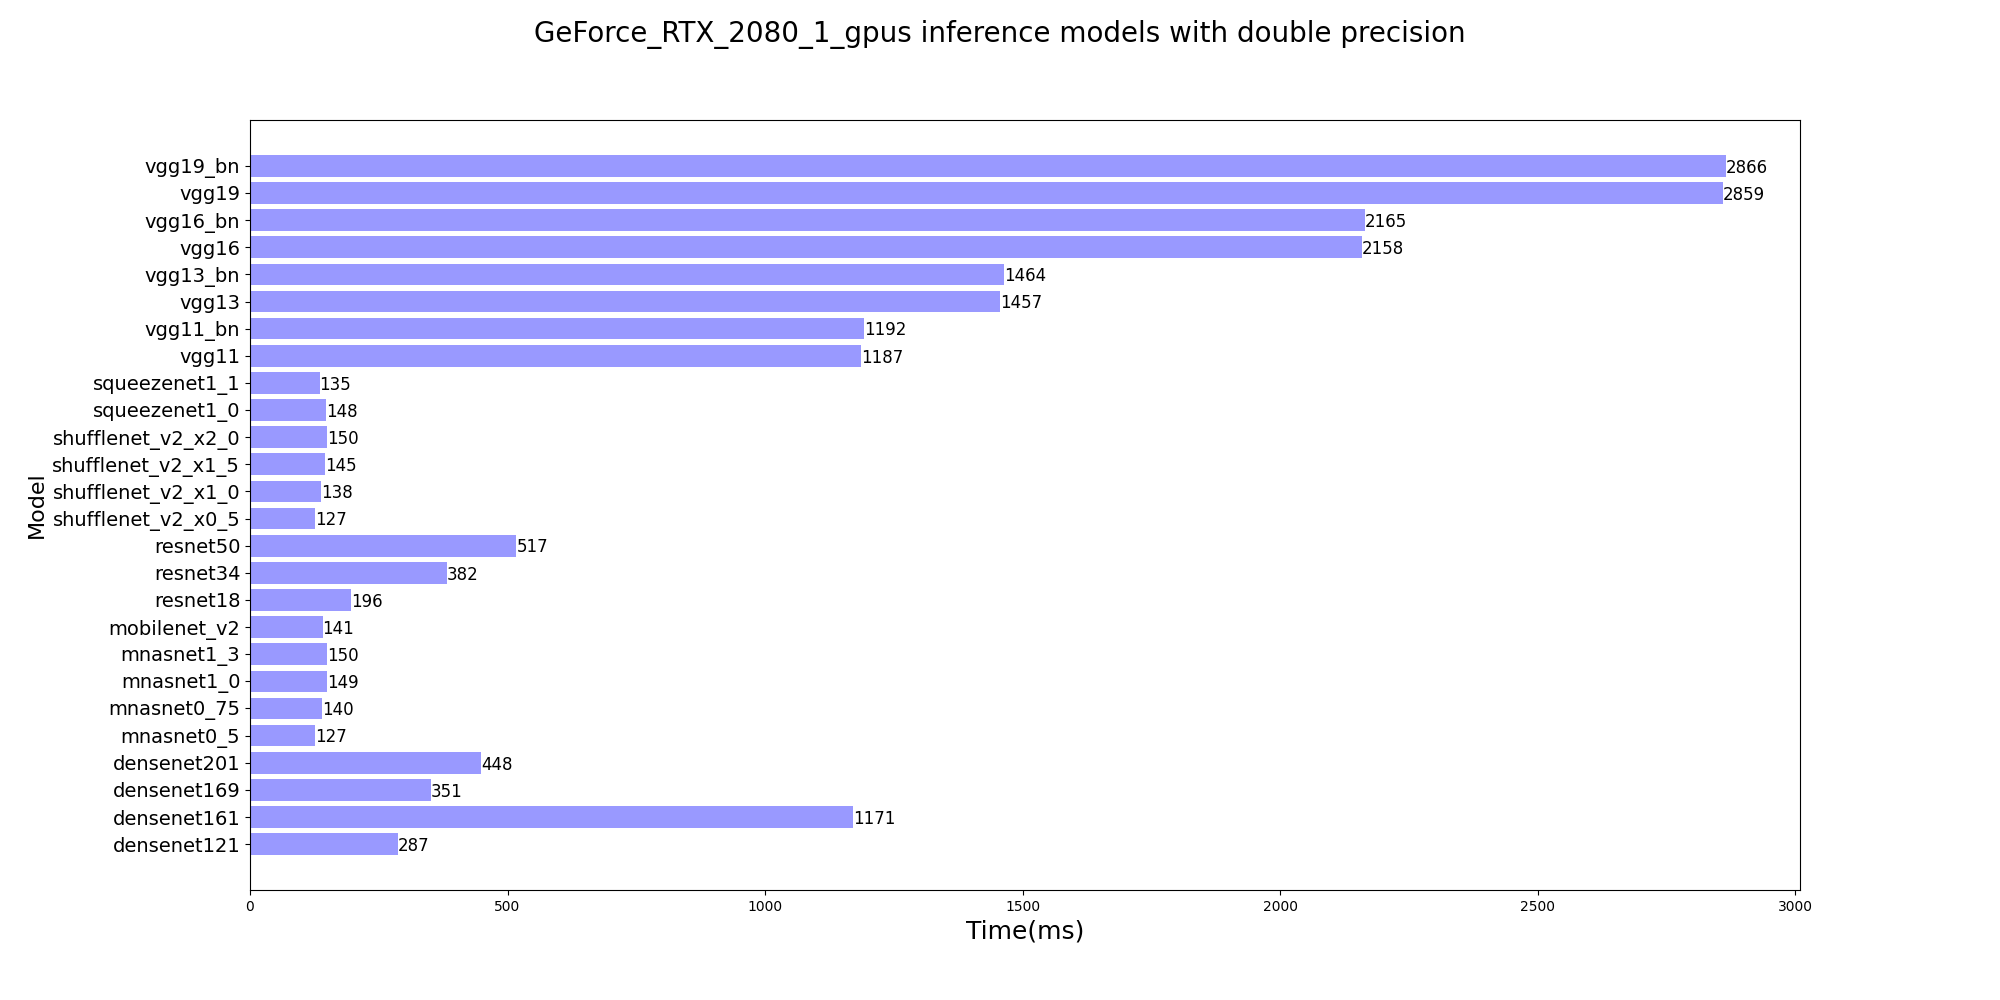 GeForce_RTX_2080_1_gpus inference models with double precision
vgg19_bn 2866
vgg19 2859
vgg16_bn 2165
vgg16 2158
vgg13_bn 1464
vgg13 1457
vgg11_bn 1192
vgg11 1187
squeezenet1_1 135
squeezenet1_0 148
shufflenet_v2_x2_0 150
shufflenet_v2_x1_5 145
shufflenet_v2_x1_0 138
shufflenet_v2_x0_5 127
resnet50 517
resnet34 382
resnet18 196
mobilenet_v2 141
mnasnet1_3 150
mnasnet1_0 149
mnasnet0_75 140
mnasnet0_5 127
densenet201 448
densenet169 351
densenet161 1171
densenet121 287
Model
0 500 1000 1500 2000 2500 3000
Time(ms)